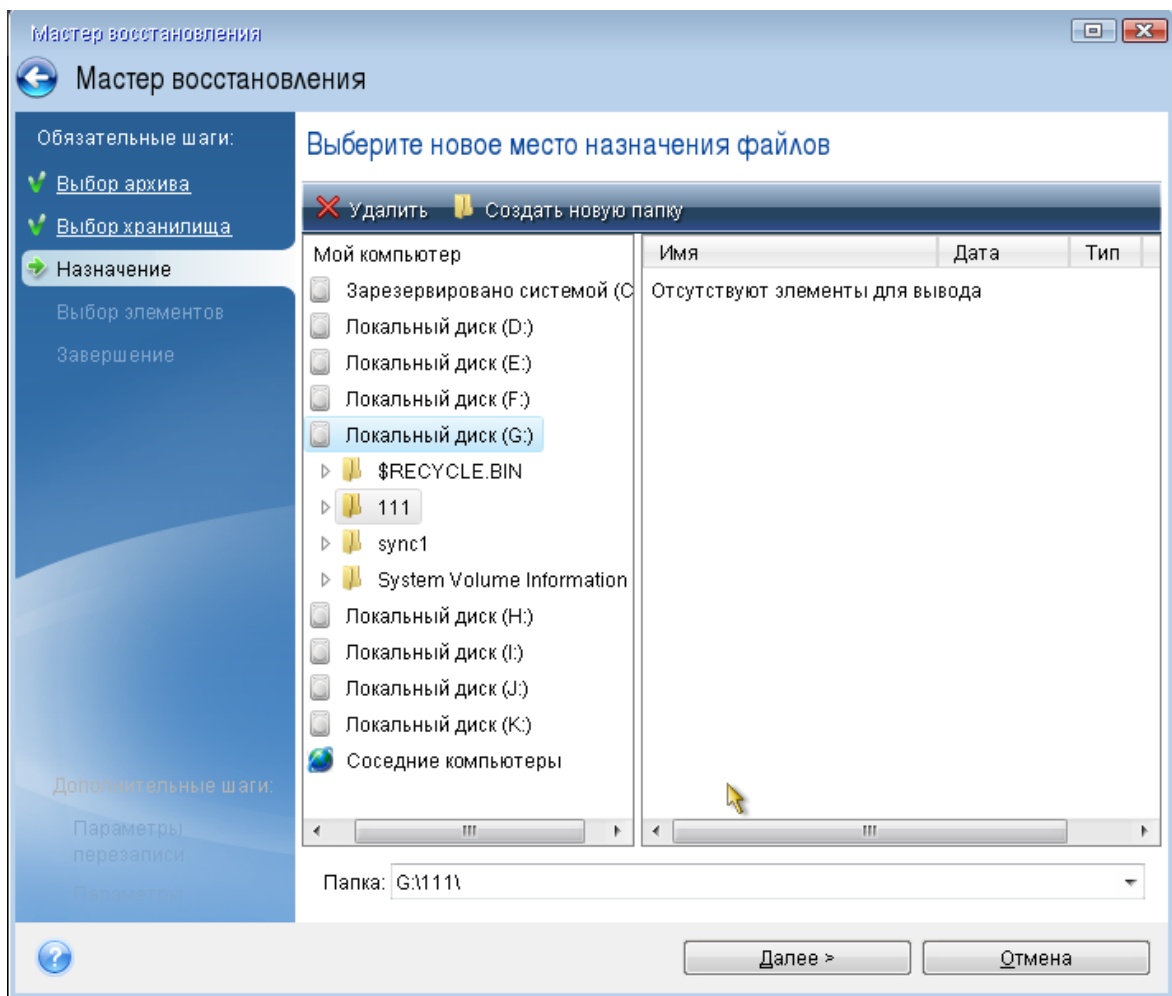 Мастер восстановления
Мастер восстановления
Обязательные шаги:
Выбор архива
Выбор хранилища
Назначение
Выбор элементов
Завершение
Дополнительные шаги:
Параметры
перезаписи
Параметры
Выберите новое место назначения файлов
Удалить Создать новую папку
Мой компьютер
Зарезервировано системой (C
Локальный диск (D:)
Локальный диск (E:)
Локальный диск (F:)
Локальный диск (G:)
$RECYCLE.BIN
111
sync1
System Volume Information
Локальный диск (H:)
Локальный диск (I:)
Локальный диск (J:)
Локальный диск (K:)
Соседние компьютеры
Имя Дата Тип
Отсутствуют элементы для вывода
Папка: G:\111\
Далее > Отмена